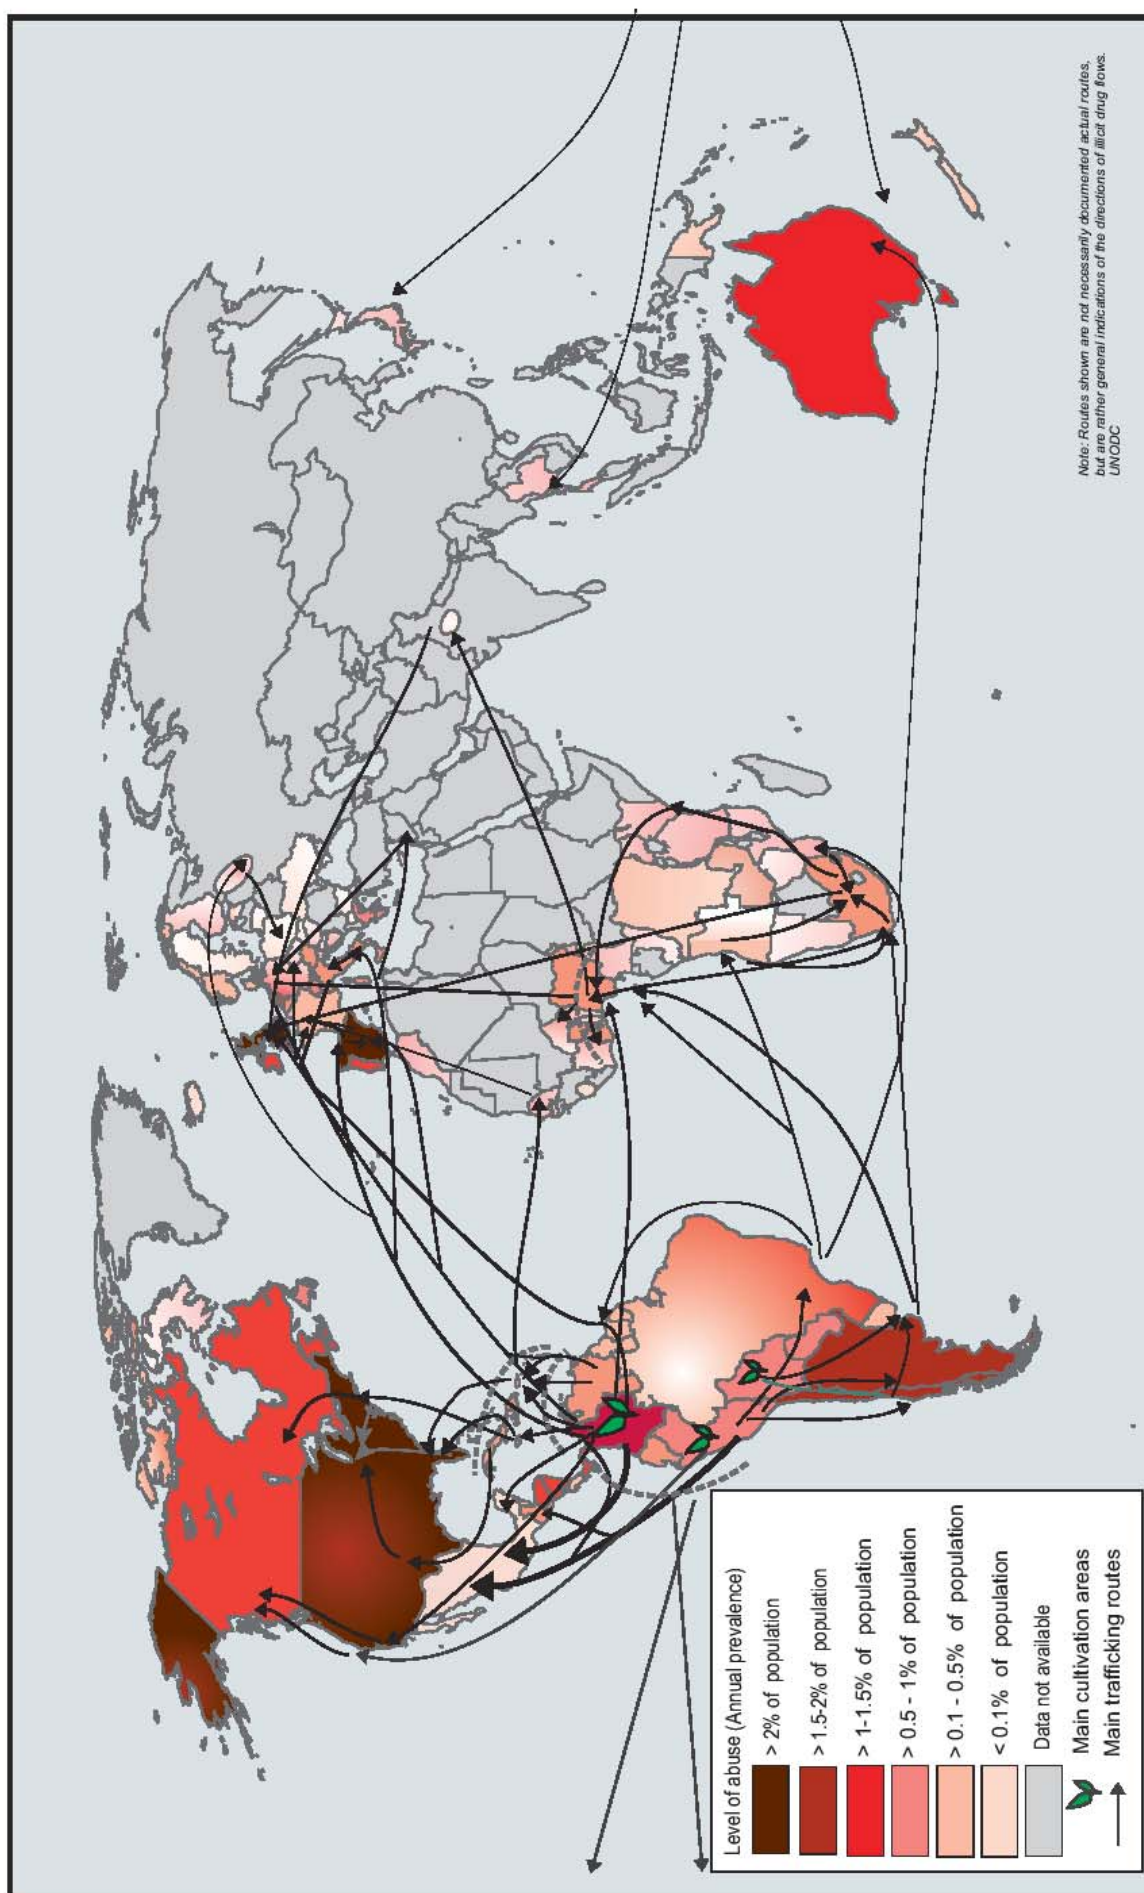 Level of abuse (Annual prevalence)
> 2% of population
> 1.5-2% of population
> 1-1.5% of population
> 0.5 - 1% of population
> 0.1 - 0.5% of population
< 0.1% of population
Data not available
Main cultivation areas
Main trafficking routes
Note: Routes shown are not necessarily documented actual routes,
but are rather general indications of the directions of illicit drug flows.
UNODC